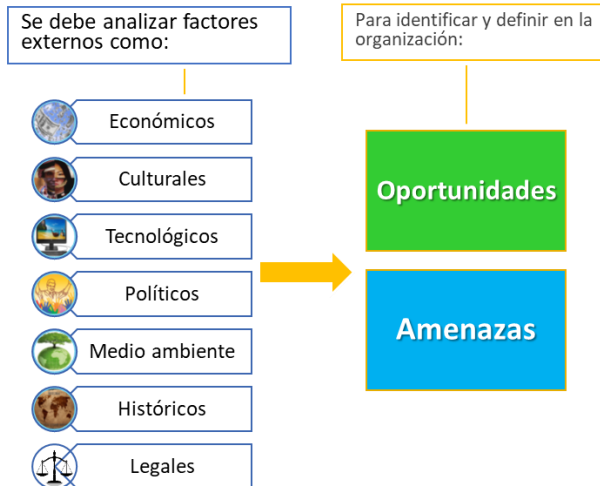 Se debe analizar factores
externos como:
Económicos
Culturales
Tecnológicos
Políticos
Medio ambiente
Históricos
Legales
Para identificar y definir en la
organización:
Oportunidades
Amenazas